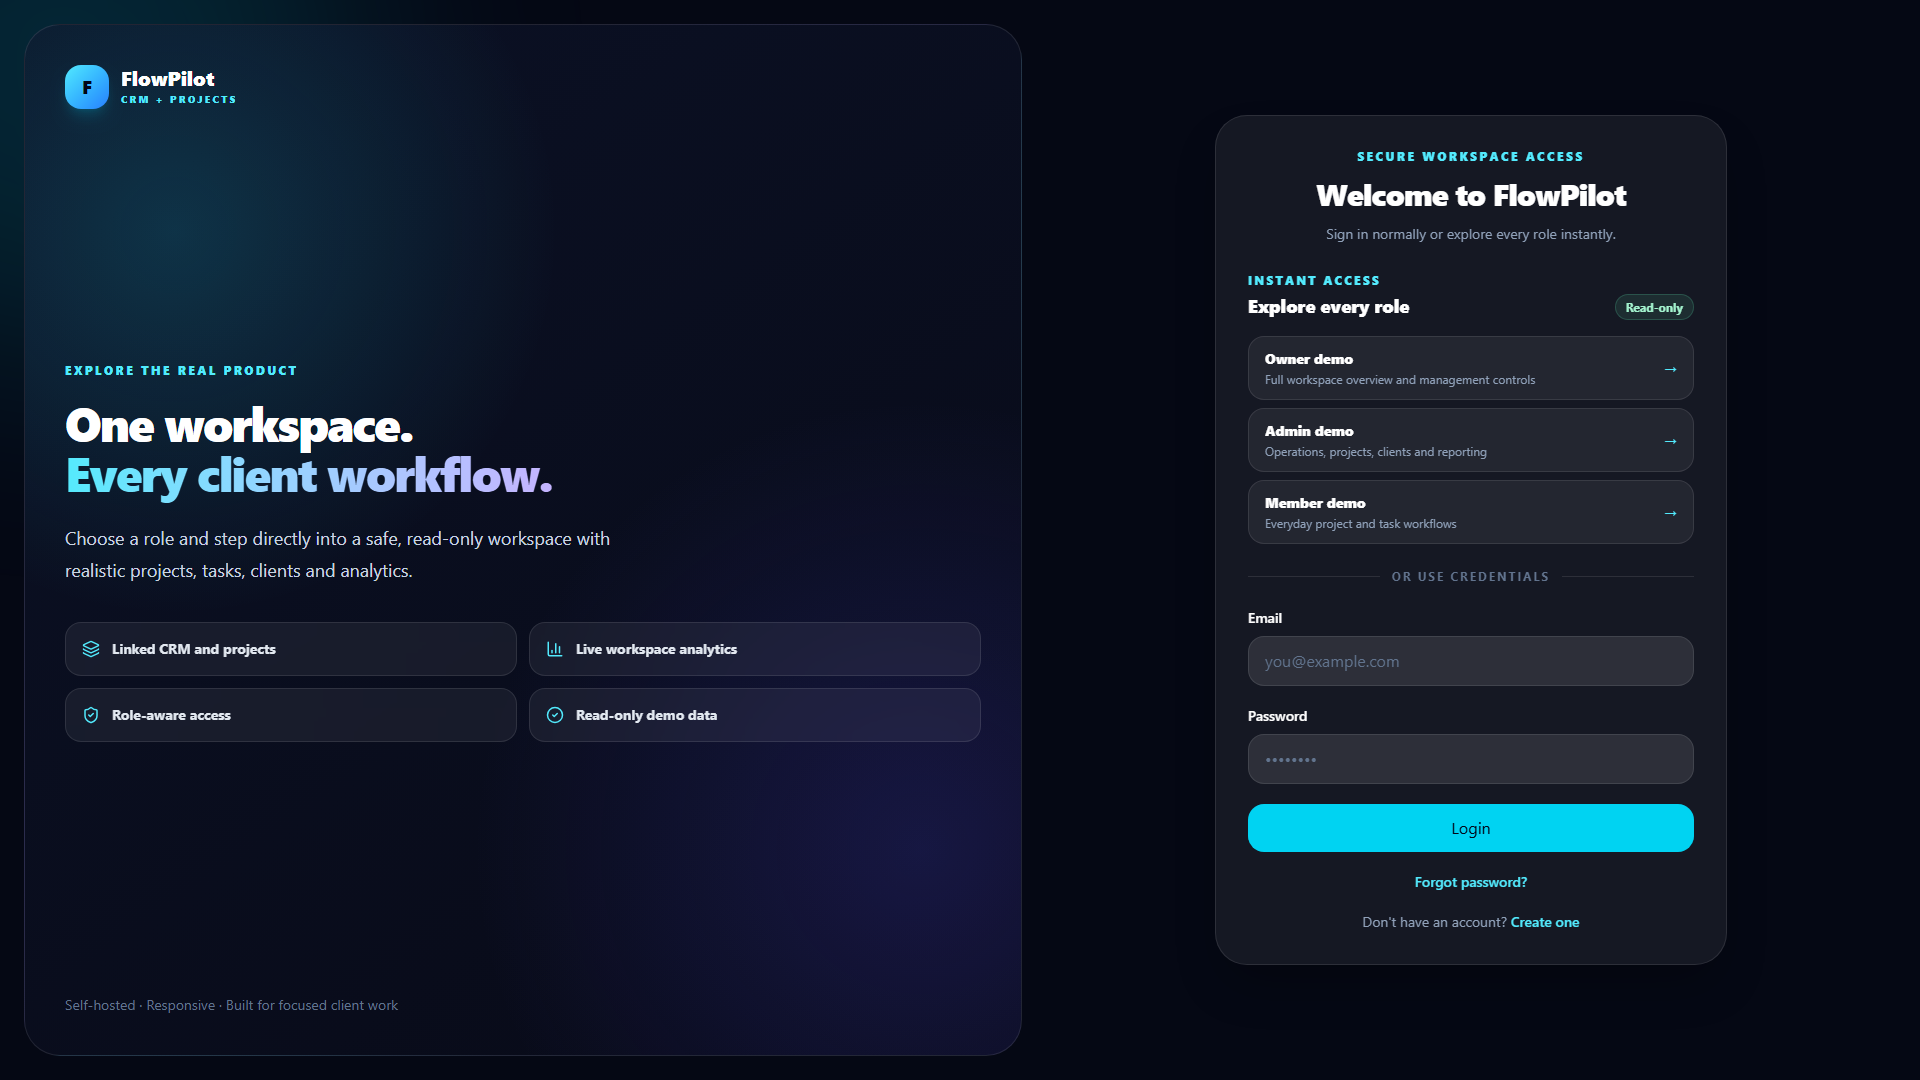 F
FlowPilot
CRM + PROJECTS
EXPLORE THE REAL PRODUCT
One workspace.
Every client workflow.
Choose a role and step directly into a safe, read-only workspace with
realistic projects, tasks, clients and analytics.
Linked CRM and projects
Live workspace analytics
Role-aware access
Read-only demo data
Self-hosted · Responsive · Built for focused client work
SECURE WORKSPACE ACCESS
Welcome to FlowPilot
Sign in normally or explore every role instantly.
INSTANT ACCESS
Explore every role
Read-only
Owner demo
Full workspace overview and management controls
→
Admin demo
Operations, projects, clients and reporting
→
Member demo
Everyday project and task workflows
→
OR USE CREDENTIALS
Email
you@example.com
Password
••••••••
Login
Forgot password?
Don't have an account? Create one